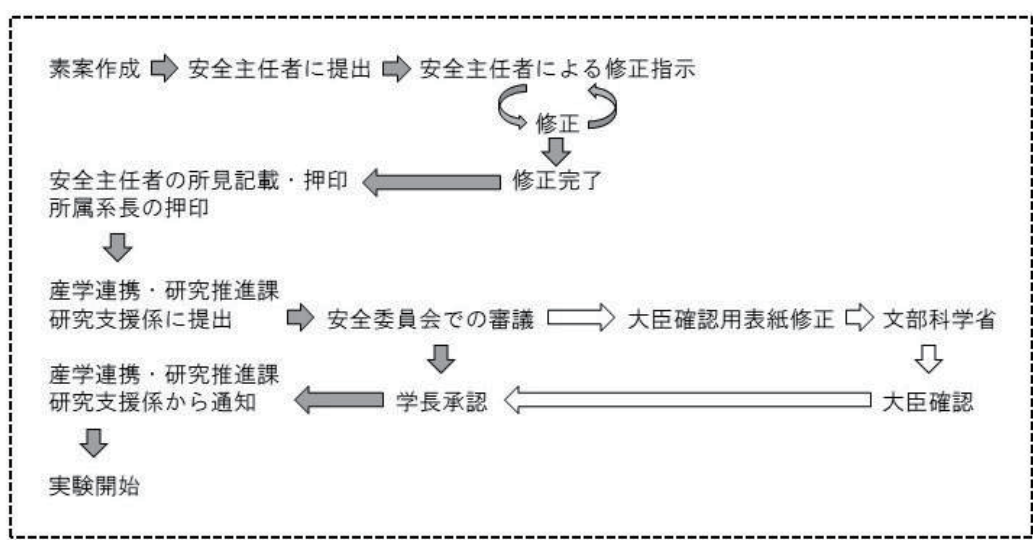 素案作成 安全主任者に提出 安全主任者による修正指示
修正
安全主任者の所見記載・押印 修正完了
所属系長の押印
産学連携・研究推進課
研究支援係に提出 安全委員会での審議 大臣確認用表紙修正 文部科学省
産学連携・研究推進課
研究支援係から通知 学長承認 大臣確認
実験開始